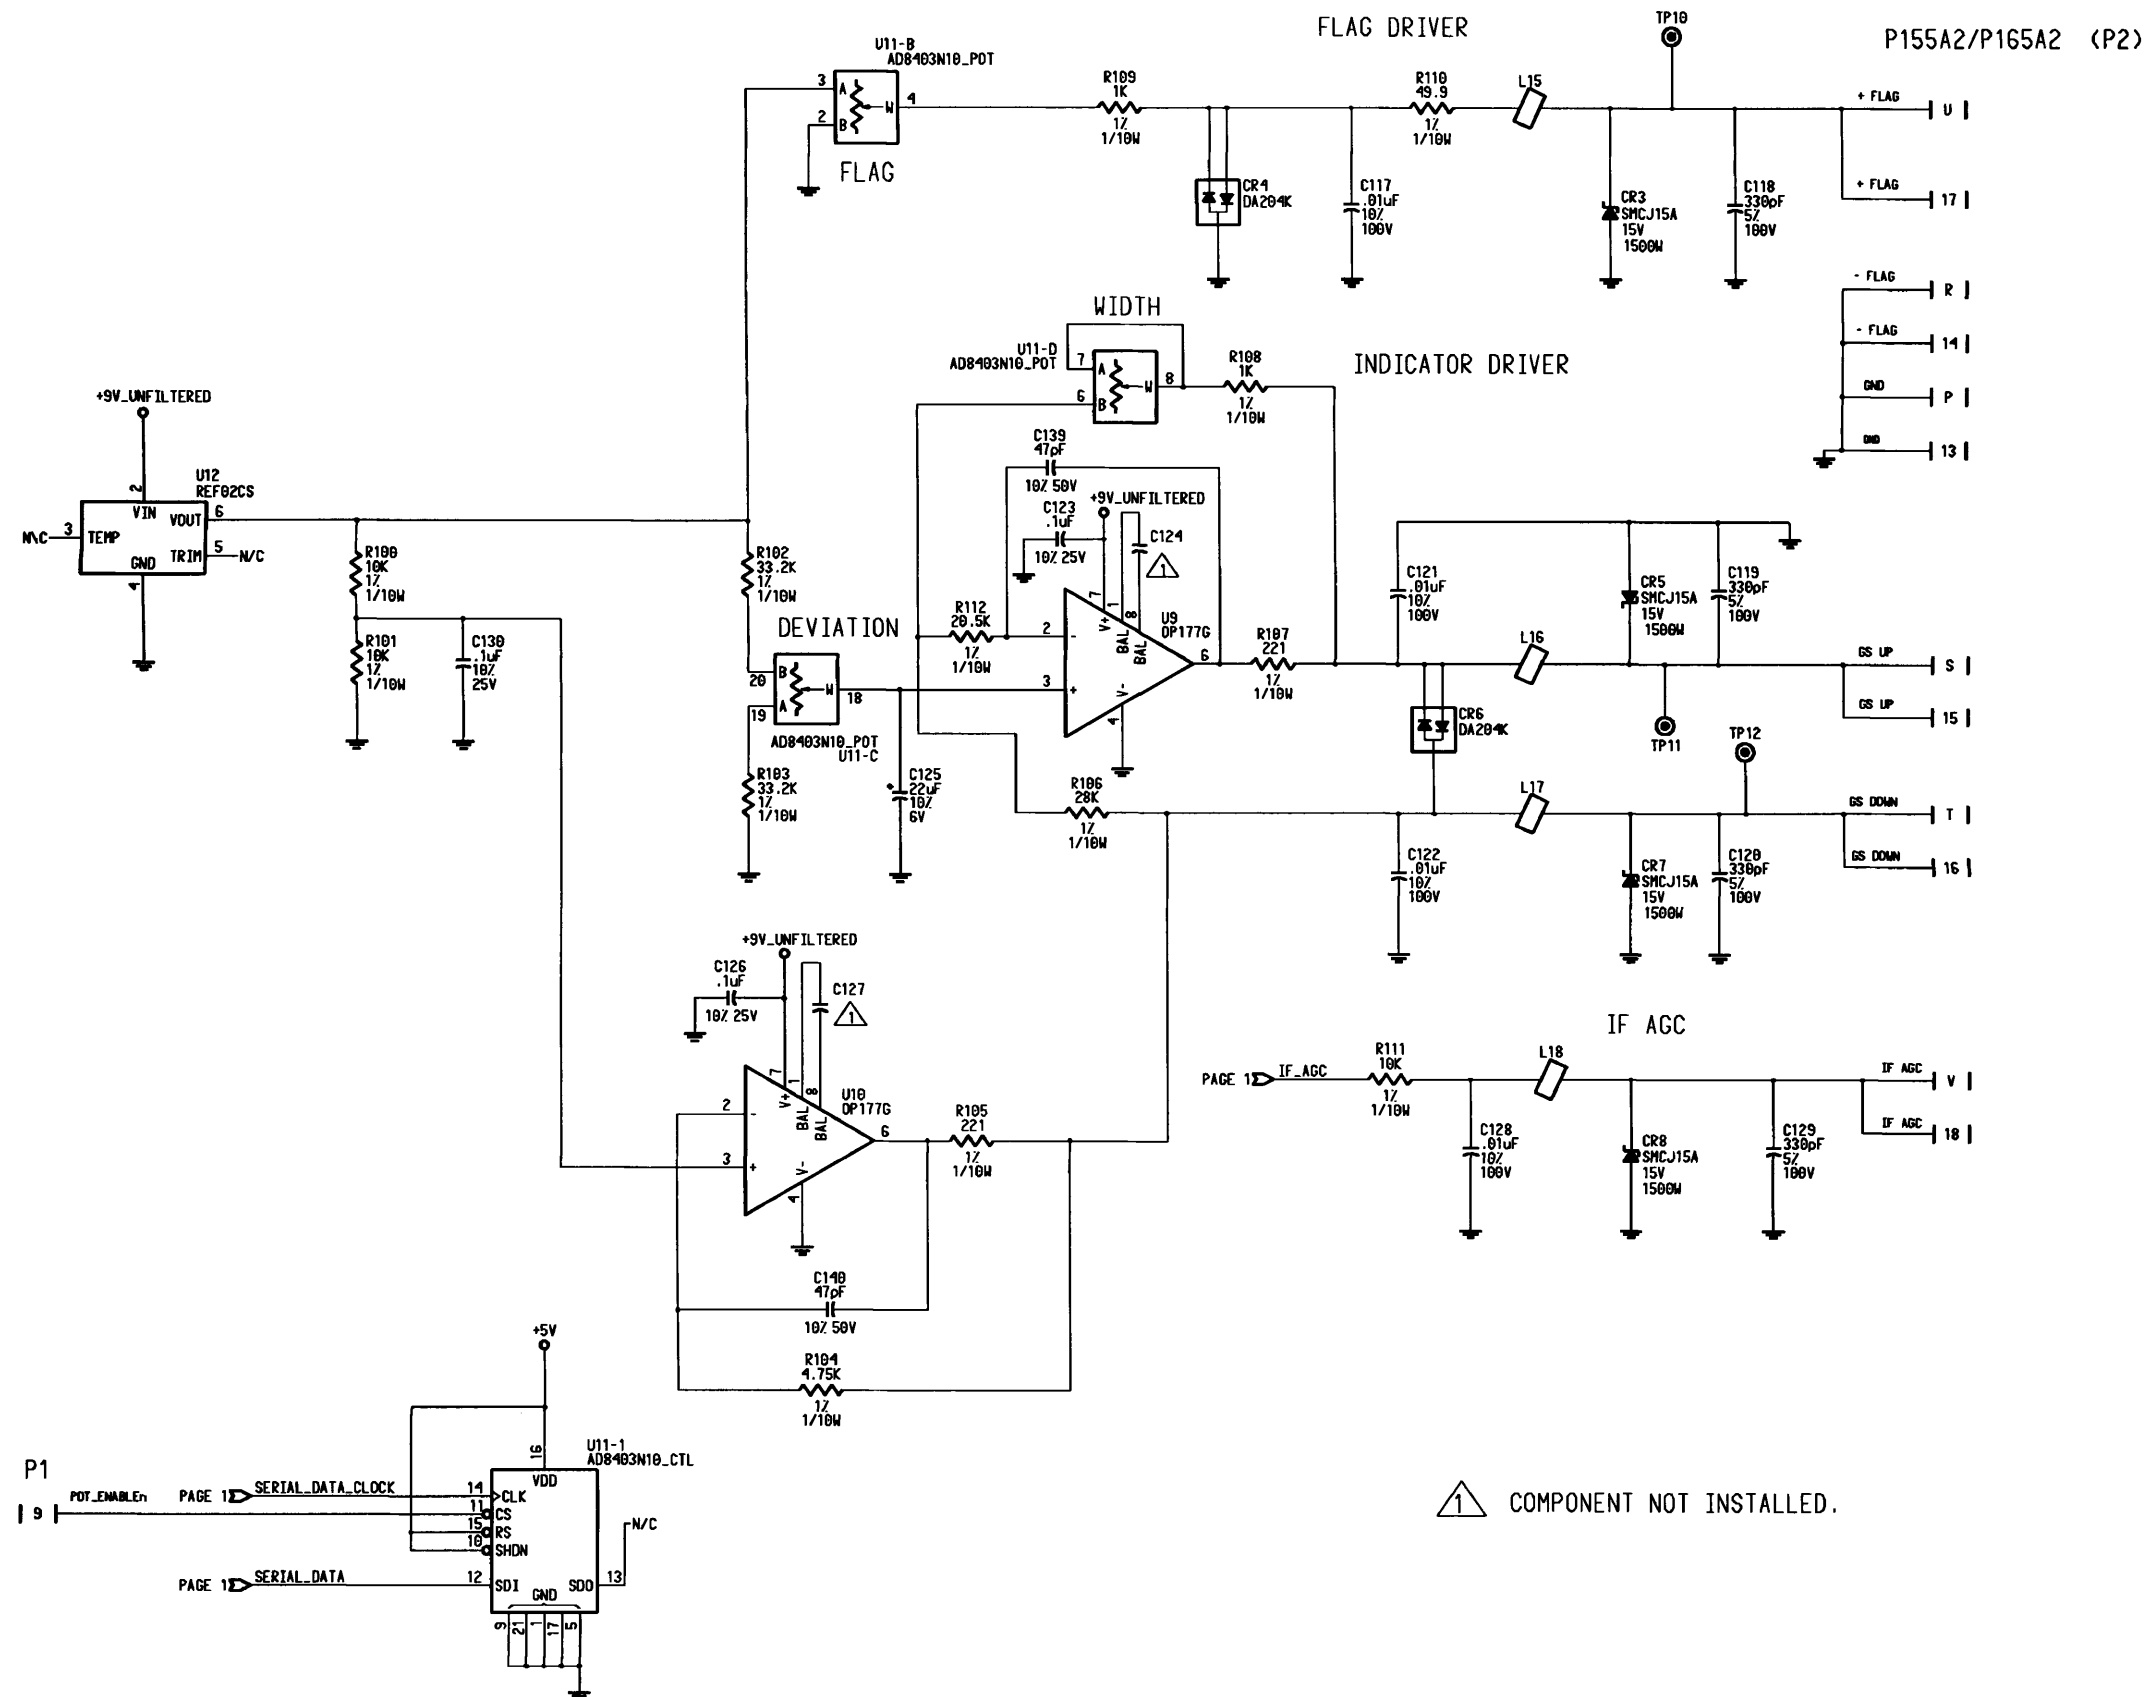 FLAG DRIVER
TP10
P155A2/P165A2 (P2)
U11-B
AD8403N10_POT
3
A
W
4
2
B
FLAG
R109
1K
1%
1/10W
R110
49.9
1%
1/10W
L15
+ FLAG
U
CR4
DA204K
C117
.01uF
10%
100V
CR3
SMCJ15A
15V
1500W
C118
330pF
5%
100V
+ FLAG
17
- FLAG
R
- FLAG
14
GND
P
GND
13
WIDTH
U11-D
AD8403N10_POT
7
A
W
8
6
B
R108
1K
1%
1/10W
INDICATOR DRIVER
+9V_UNFILTERED
U12
REF02CS
2
VIN
VOUT
6
N\C
3
TEMP
TRIM
5
N/C
GND
4
R100
10K
1%
1/10W
R101
10K
1%
1/10W
C130
.1uF
10%
25V
R102
33.2K
1%
1/10W
DEVIATION
20
B
W
18
19
A
AD8403N10_POT
U11-C
R103
33.2K
1%
1/10W
C125
22uF
10%
6V
C139
47pF
10% 50V
+9V_UNFILTERED
C123
.1uF
10% 25V
C124
1
R112
20.5K
1%
1/10W
7
1
8
V+
BAL
BAL
U9
OP177G
2
-
3
+
6
V-
4
R107
221
1%
1/10W
C121
.01uF
10%
100V
CR5
SMCJ15A
15V
1500W
C119
330pF
5%
100V
L16
GS UP
S
GS UP
15
CR6
DA204K
TP11
TP12
R106
28K
1%
1/10W
L17
GS DOWN
T
GS DOWN
16
C122
.01uF
10%
100V
CR7
SMCJ15A
15V
1500W
C120
330pF
5%
100V
+9V_UNFILTERED
C126
.1uF
10% 25V
C127
1
7
1
8
V+
BAL
BAL
U10
OP177G
2
-
3
+
6
V-
4
R105
221
1%
1/10W
C140
47pF
10% 50V
R104
4.75K
1%
1/10W
IF AGC
PAGE 1
IF_AGC
R111
10K
1%
1/10W
L18
IF AGC
V
IF AGC
18
C128
.01uF
10%
100V
CR8
SMCJ15A
15V
1500W
C129
330pF
5%
100V
+5V
U11-1
AD8403N10_CTL
16
VDD
P1
9
POT_ENABLEn
PAGE 1
SERIAL_DATA_CLOCK
14
CLK
11
CS
15
RS
10
SHDN
N/C
PAGE 1
SERIAL_DATA
12
SDI
SDO
13
GND
9
21
1
17
5
1 COMPONENT NOT INSTALLED.